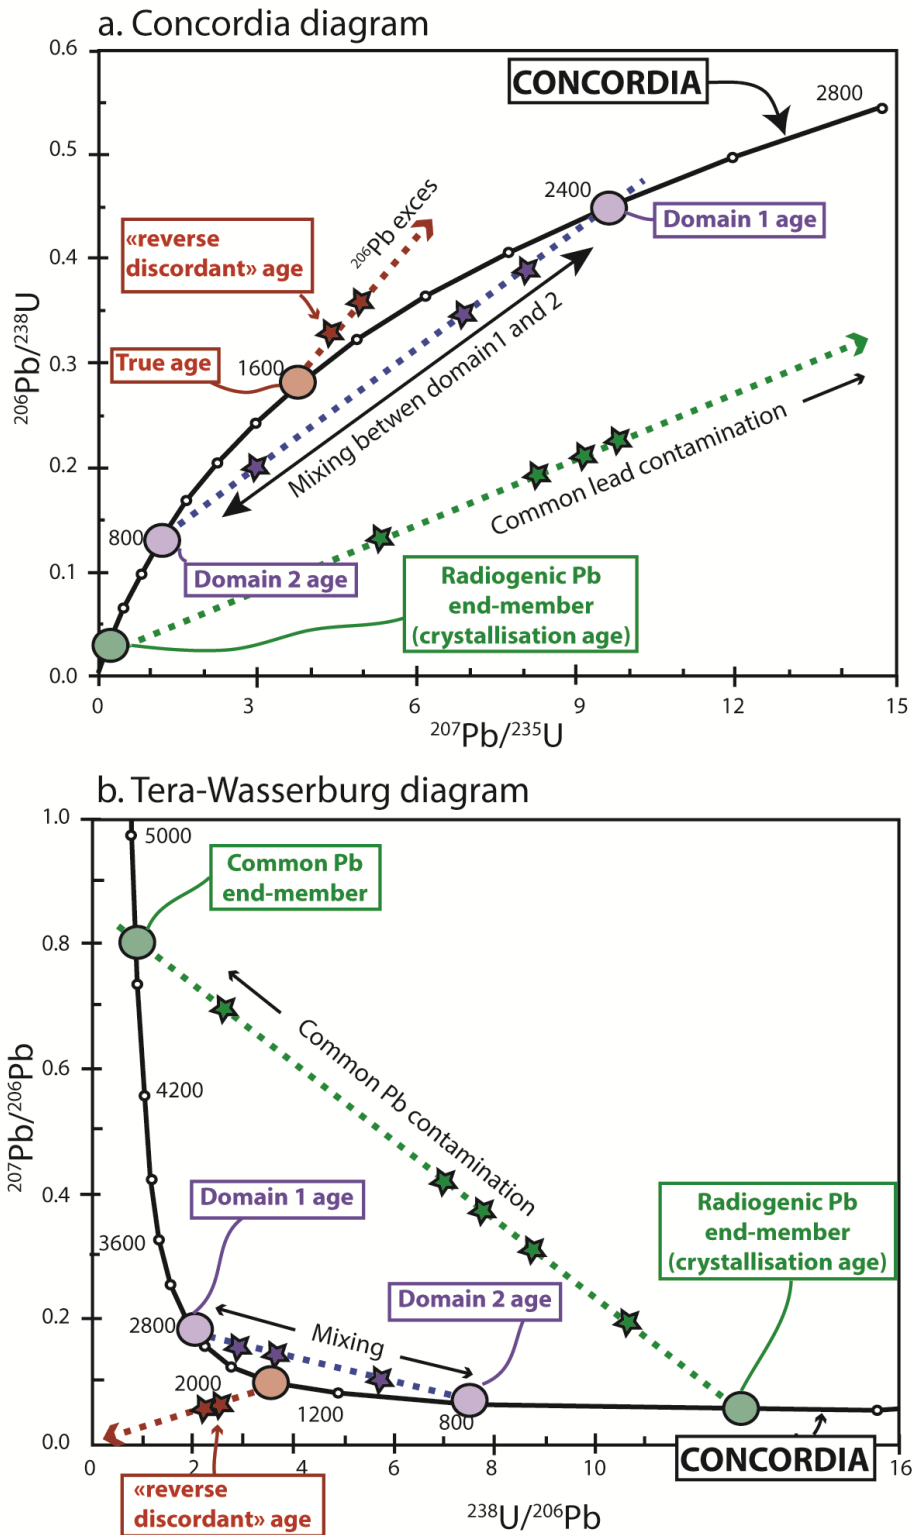 a. Concordia diagram
0.6
0.5
0.4
0.3
0.2
0.1
0.0
206Pb/238U
CONCORDIA
2800
2400
Domain 1 age
206Pb exces
«reverse
discordant» age
True age
1600
Mixing betwen domain 1 and 2
Common lead contamination
800
Domain 2 age
Radiogenic Pb
end-member
(crystallisation age)
0 3 6 9 12 15
207Pb/235U
b. Tera-Wasserburg diagram
1.0
0.8
0.6
0.4
0.2
0.0
207Pb/206Pb
5000
Common Pb
end-member
Common Pb contamination
4200
Domain 1 age
3600
Radiogenic Pb
end-member
(crystallisation age)
Domain 2 age
2800
Mixing
2000
1200
800
CONCORDIA
0 2 4 6 8 10 16
«reverse
discordant» age
238U/206Pb